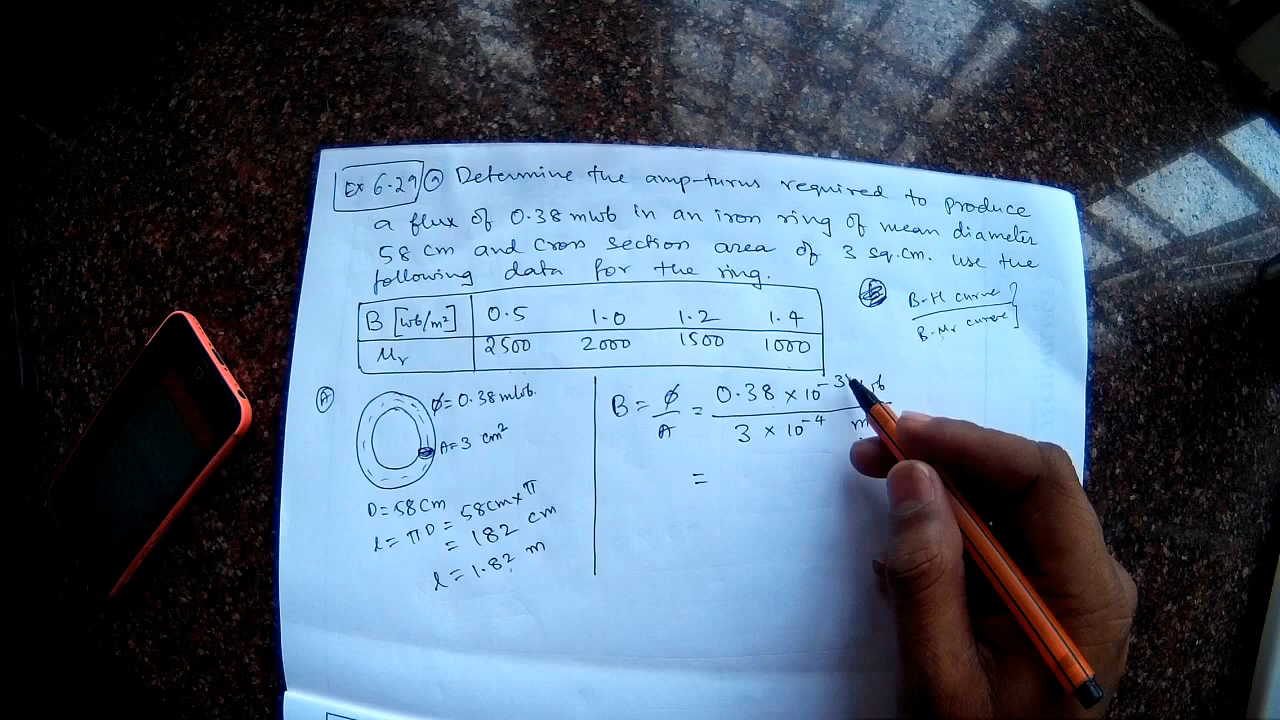 Ex 6.29 Q Determine the amp-turns required to produce
a flux of 0.38 mwb in an iron ring of mean diameter
58 cm and cross section area of 3 sq.cm. use the
following data for the ring.
B [wb/m²] 0.5 1.0 1.2 1.4
μr 2500 2000 1500 1000
B-H curve?
B-μr curve]
A
Φ = 0.38 mwb.
A = 3 cm²
D = 58 cm
l = πD = 58cm × π
= 182 cm
l = 1.82 m
B = Φ/A = 0.38 × 10⁻³ / 3 × 10⁻⁴ m
=